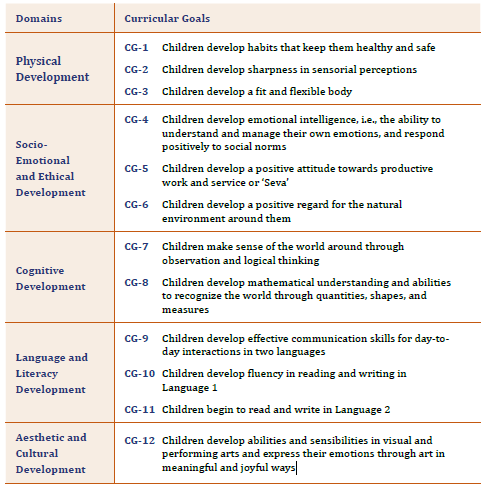 Domains
Curricular Goals
Physical
Development
CG-1 Children develop habits that keep them healthy and safe
CG-2 Children develop sharpness in sensorial perceptions
CG-3 Children develop a fit and flexible body
Socio-
Emotional
and Ethical
Development
CG-4 Children develop emotional intelligence, i.e., the ability to
understand and manage their own emotions, and respond
positively to social norms
CG-5 Children develop a positive attitude towards productive
work and service or ‘Seva’
CG-6 Children develop a positive regard for the natural
environment around them
Cognitive
Development
CG-7 Children make sense of the world around through
observation and logical thinking
CG-8 Children develop mathematical understanding and abilities
to recognize the world through quantities, shapes, and
measures
Language and
Literacy
Development
CG-9 Children develop effective communication skills for day-to-
day interactions in two languages
CG-10 Children develop fluency in reading and writing in
Language 1
CG-11 Children begin to read and write in Language 2
Aesthetic and
Cultural
Development
CG-12 Children develop abilities and sensibilities in visual and
performing arts and express their emotions through art in
meaningful and joyful ways